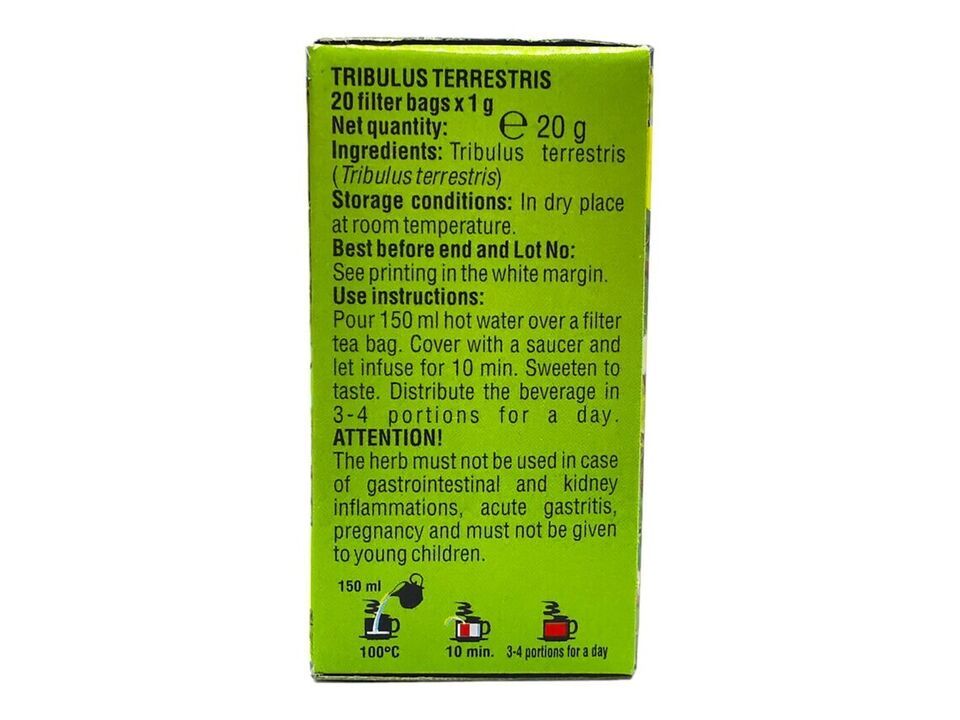 TRIBULUS TERRESTRIS
20 filter bags x 1 g
Net quantity: ℮ 20 g
Ingredients: Tribulus terrestris
(Tribulus terrestris)
Storage conditions: In dry place
at room temperature.
Best before end and Lot No:
See printing in the white margin.
Use instructions:
Pour 150 ml hot water over a filter
tea bag. Cover with a saucer and
let infuse for 10 min. Sweeten to
taste. Distribute the beverage in
3-4 portions for a day.
ATTENTION!
The herb must not be used in case
of gastrointestinal and kidney
inflammations, acute gastritis,
pregnancy and must not be given
to young children.
150 ml
100°C 10 min. 3-4 portions for a day